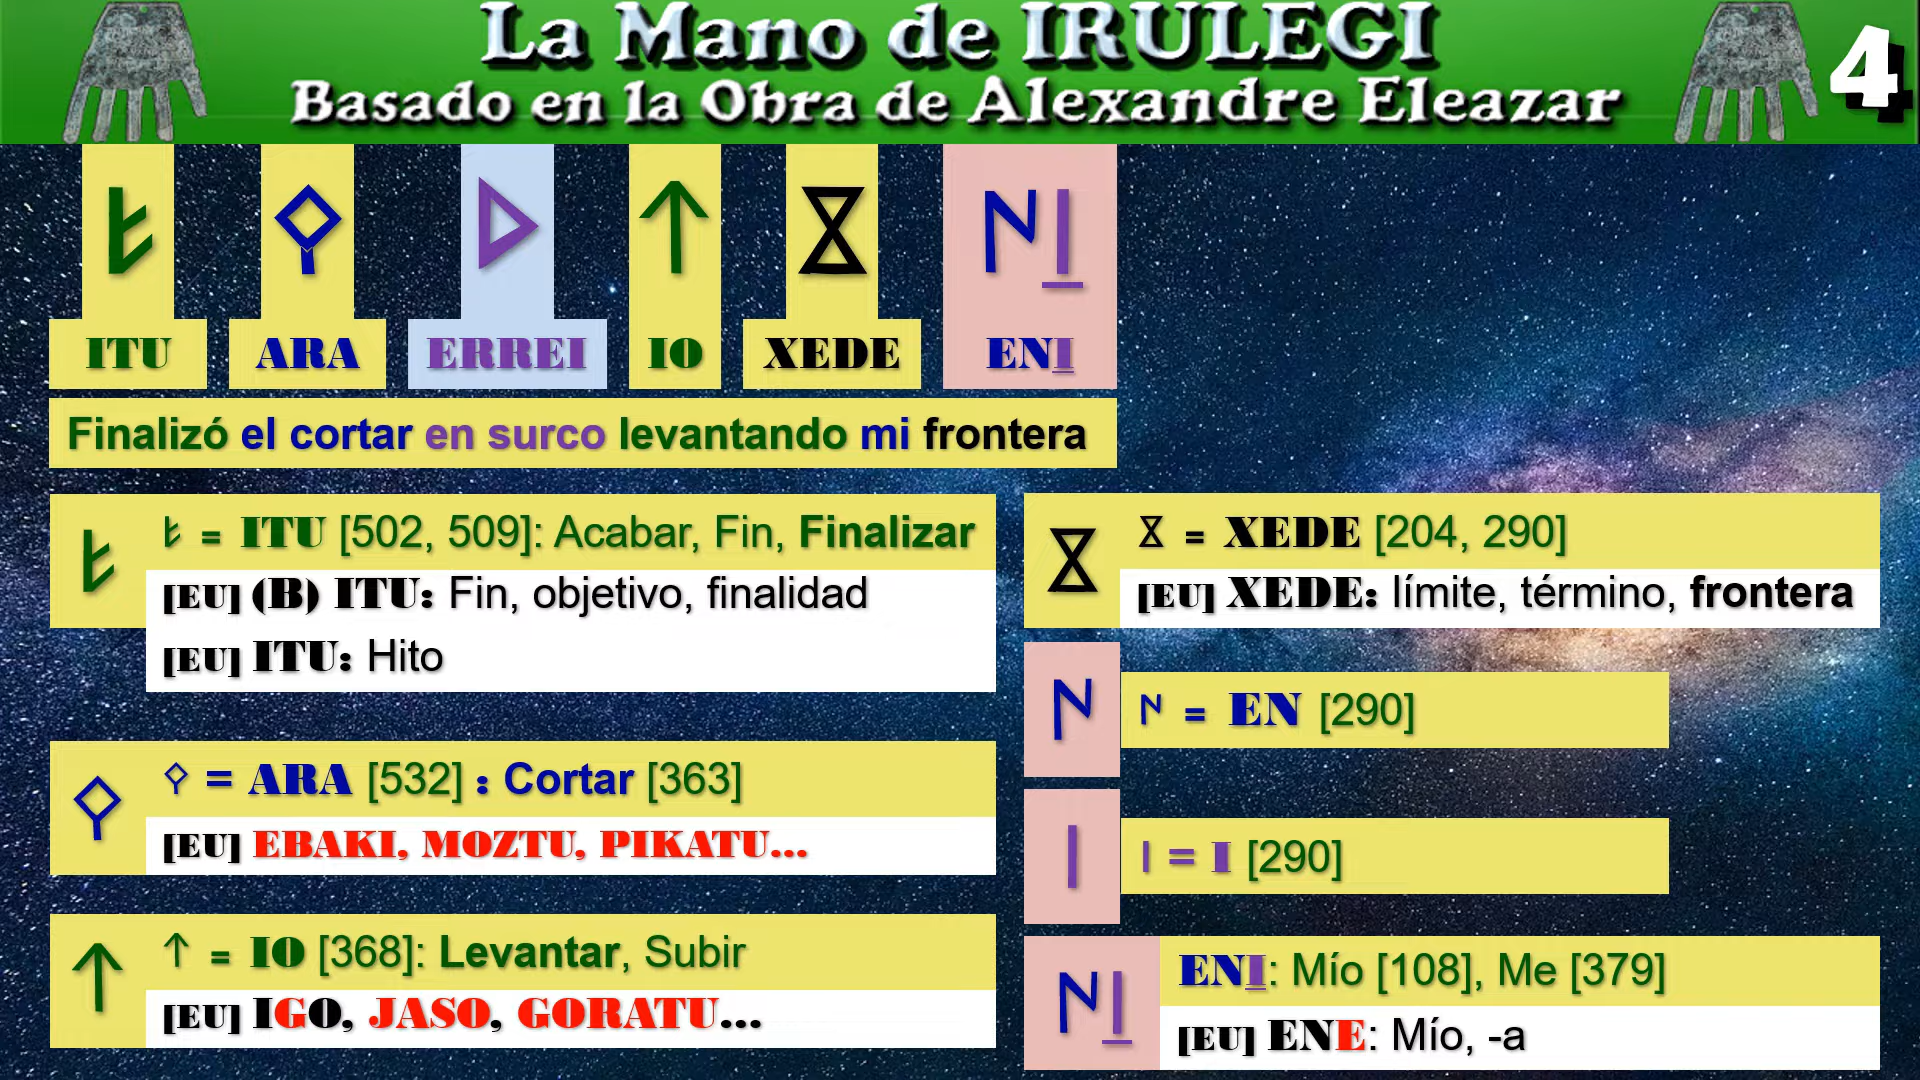 La Mano de IRULEGI
Basado en la Obra de Alexandre Eleazar
4
ITU ARA ERREI IO XEDE ENI
Finalizó el cortar en surco levantando mi frontera
= ITU [502, 509]: Acabar, Fin, Finalizar
[EU] (B) ITU: Fin, objetivo, finalidad
[EU] ITU: Hito
= ARA [532] : Cortar [363]
[EU] EBAKI, MOZTU, PIKATU...
↑ = IO [368]: Levantar, Subir
[EU] IGO, JASO, GORATU...
= XEDE [204, 290]
[EU] XEDE: límite, término, frontera
= EN [290]
I = I [290]
ENI: Mío [108], Me [379]
[EU] ENE: Mío, -a